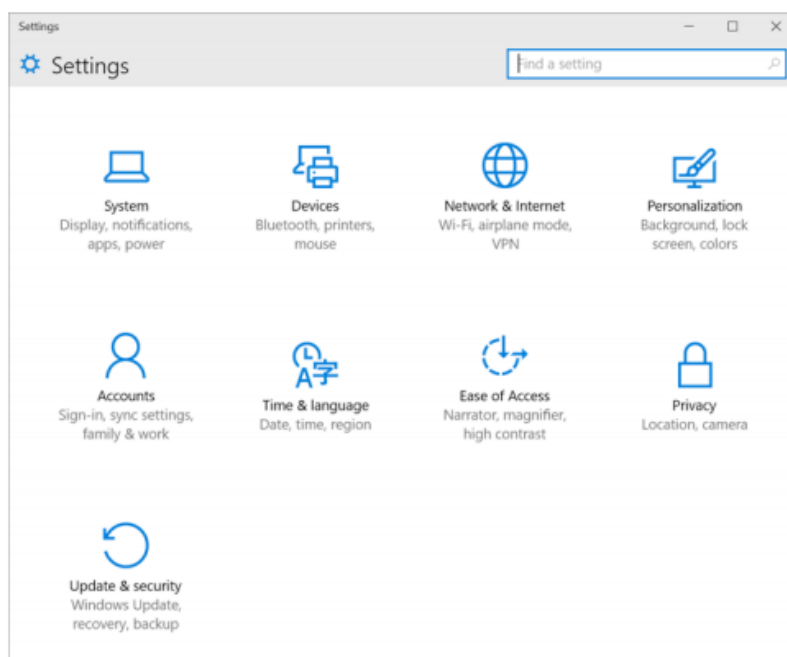 Settings
Settings
Find a setting
System
Display, notifications,
apps, power
Devices
Bluetooth, printers,
mouse
Network & Internet
Wi-Fi, airplane mode,
VPN
Personalization
Background, lock
screen, colors
Accounts
Sign-in, sync settings,
family & work
A字
Time & language
Date, time, region
Ease of Access
Narrator, magnifier,
high contrast
Privacy
Location, camera
Update & security
Windows Update,
recovery, backup